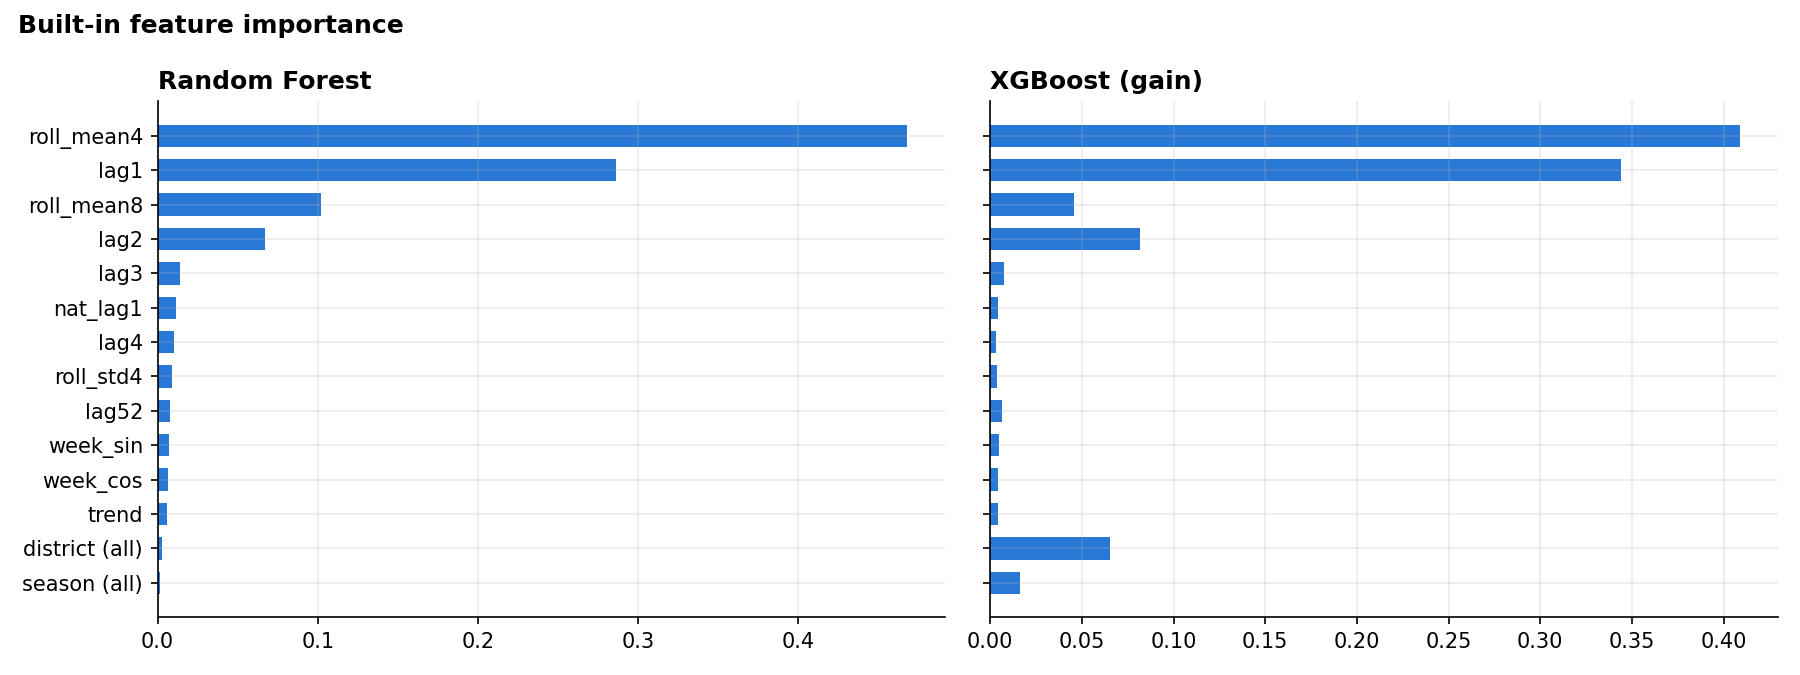 Built-in feature importance
Random Forest
XGBoost (gain)
roll_mean4
lag1
roll_mean8
lag2
lag3
nat_lag1
lag4
roll_std4
lag52
week_sin
week_cos
trend
district (all)
season (all)
0.0 0.1 0.2 0.3 0.4
0.00 0.05 0.10 0.15 0.20 0.25 0.30 0.35 0.40